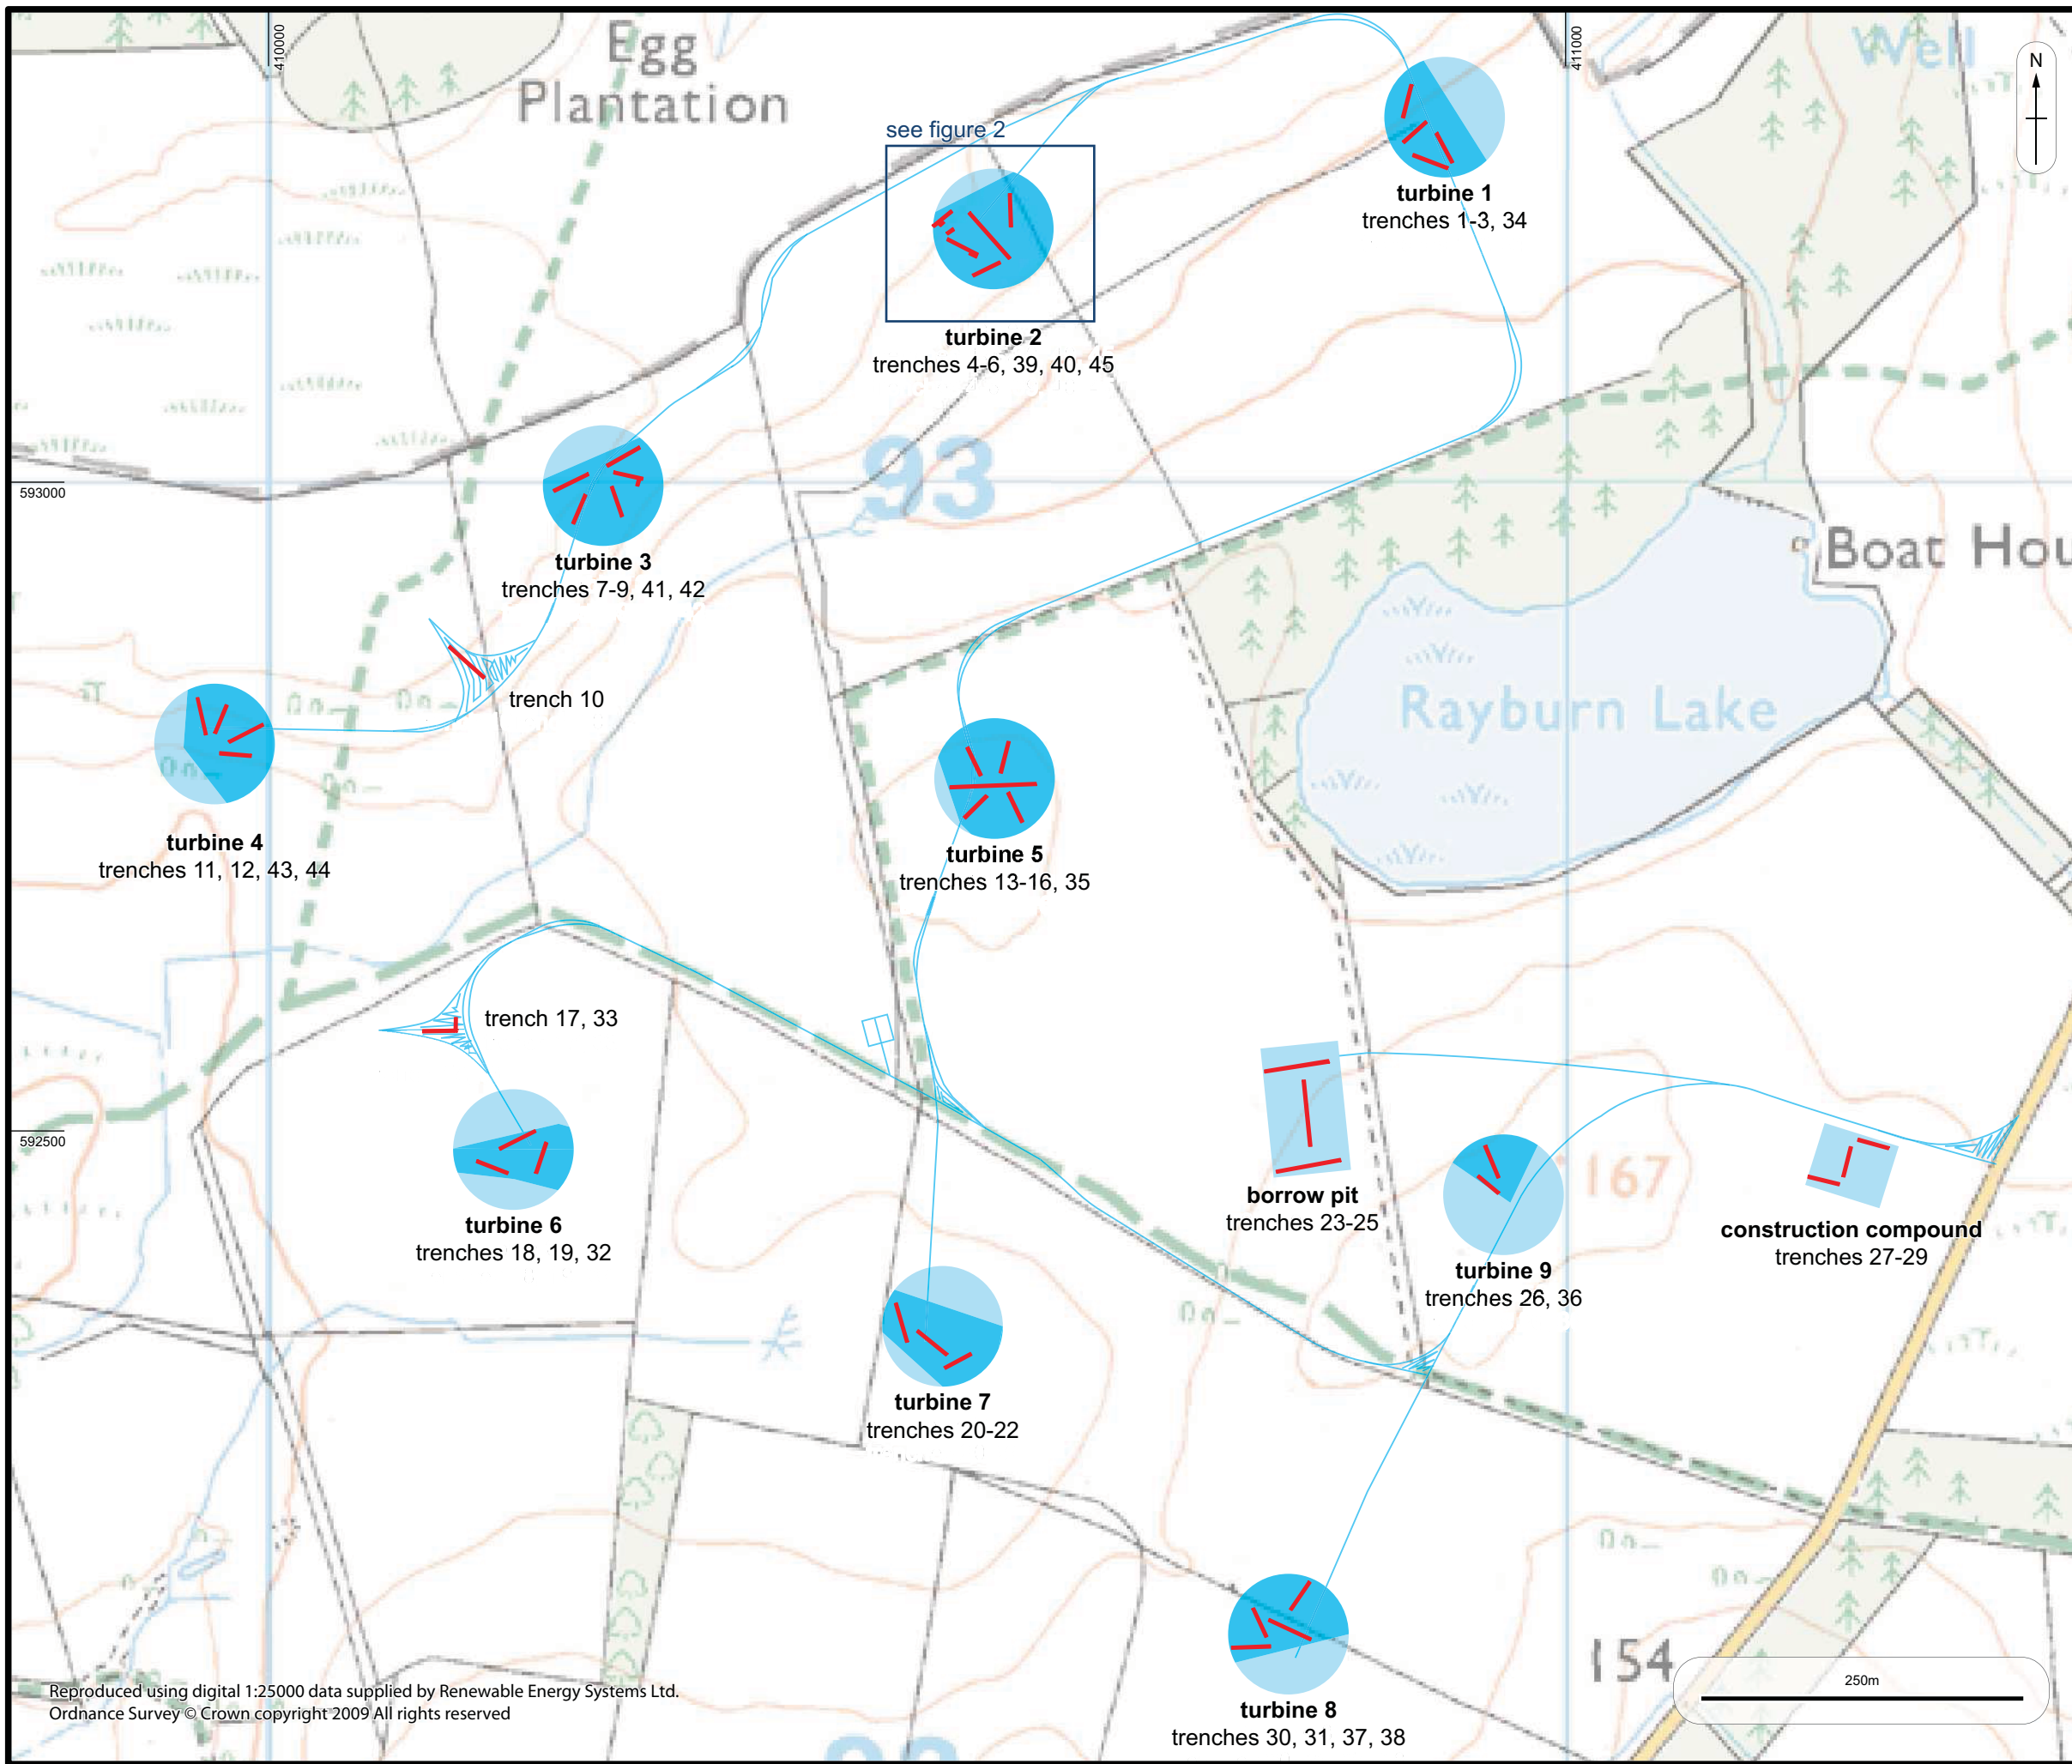 410000
411000
Egg
Plantation
Well
N
see figure 2
turbine 1
trenches 1-3, 34
turbine 2
trenches 4-6, 39, 40, 45
93
593000
turbine 3
trenches 7-9, 41, 42
Boat Hou
trench 10
Rayburn Lake
turbine 4
trenches 11, 12, 43, 44
turbine 5
trenches 13-16, 35
trench 17, 33
592500
167
borrow pit
trenches 23-25
turbine 6
trenches 18, 19, 32
construction compound
trenches 27-29
turbine 9
trenches 26, 36
turbine 7
trenches 20-22
154
250m
Reproduced using digital 1:25000 data supplied by Renewable Energy Systems Ltd.
Ordnance Survey © Crown copyright 2009 All rights reserved
turbine 8
trenches 30, 31, 37, 38